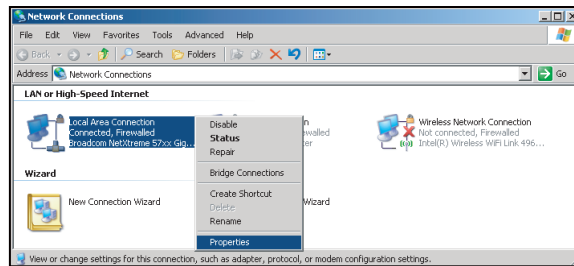 Network Connections
File Edit View Favorites Tools Advanced Help
Back Search Folders
Address Network Connections Go
LAN or High-Speed Internet
Local Area Connection
Connected, Firewalled
Broadcom NetXtreme 57xx Gig...
Wireless Network Connection
Not connected, Firewalled
Intel(R) Wireless WiFi Link 496...
Disable
Status
Repair
Bridge Connections
Create Shortcut
Delete
Rename
Properties
Wizard
New Connection Wizard
Wizard
View or change settings for this connection, such as adapter, protocol, or modem configuration settings.